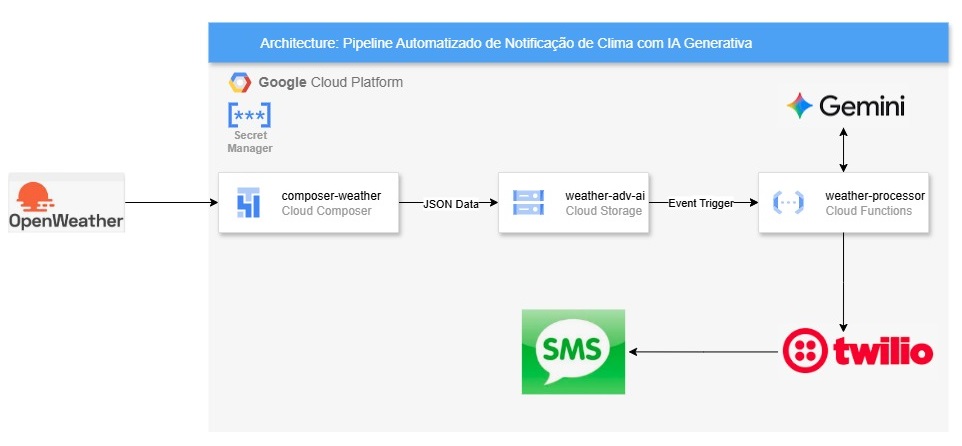 Architecture: Pipeline Automatizado de Notificação de Clima com IA Generativa
Google Cloud Platform
[***]
Secret
Manager
Gemini
OpenWeather
composer-weather
Cloud Composer
JSON Data
weather-adv-ai
Cloud Storage
Event Trigger
weather-processor
Cloud Functions
SMS
twilio